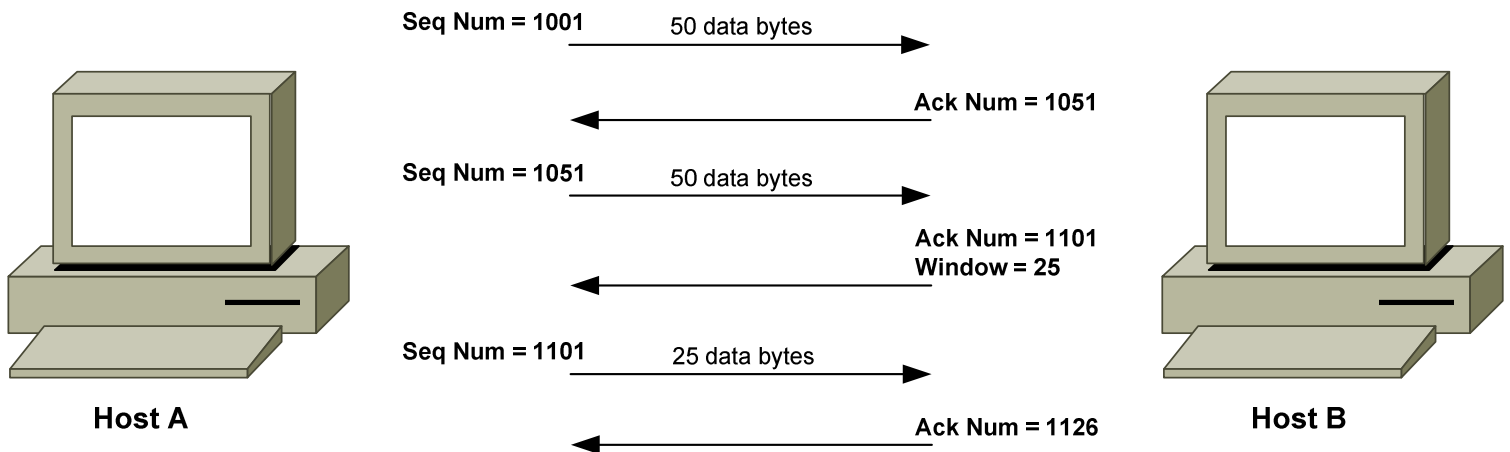 Seq Num = 1001
50 data bytes
Ack Num = 1051
Seq Num = 1051
50 data bytes
Ack Num = 1101
Window = 25
Seq Num = 1101
25 data bytes
Ack Num = 1126
Host A
Host B